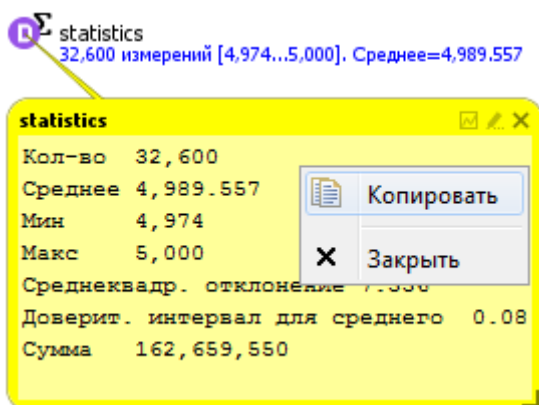 D Σ statistics
32,600 измерений [4,974...5,000]. Среднее=4,989.557
statistics
Кол-во 32,600
Среднее 4,989.557
Мин 4,974
Макс 5,000
Копировать
Закрыть
Среднеквадр. отклонение
Доверит. интервал для среднего 0.08
Сумма 162,659,550